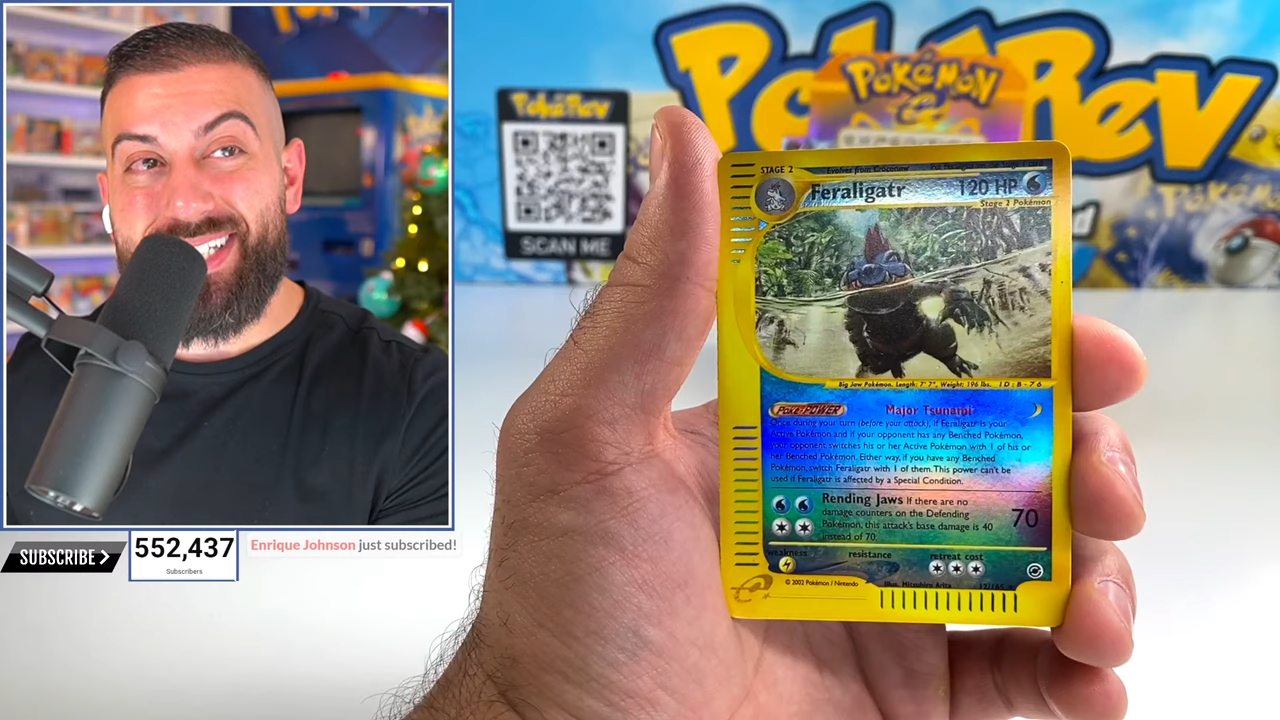 PokéRev
POKÉMON
PokéRev
SCAN ME
STAGE 2
Evolves from Croconaw
Feraligatr
120 HP
Stage 2 Pokémon
Big Jaw Pokémon. Length: 7' 7", Weight: 196 lbs. ID: B - 76
Poké-POWER
Major Tsunami
Once during your turn (before your attack), if Feraligatr is your
Active Pokémon and if your opponent has any Benched Pokémon,
your opponent switches his or her Active Pokémon with 1 of his or
her Benched Pokémon. Either way, if you have any Benched
Pokémon, switch Feraligatr with 1 of them. This power can't be
used if Feraligatr is affected by a Special Condition.
Rending Jaws If there are no
damage counters on the Defending
Pokémon, this attack's base damage is 40
instead of 70.
70
weakness
resistance
retreat cost
© 2002 Pokémon / Nintendo
Illus. Mitsuhiro Arita
12/165
SUBSCRIBE >
552,437
Subscribers
Enrique Johnson just subscribed!